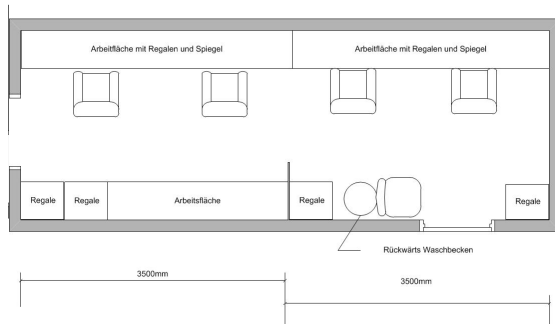 Arbeitfläche mit Regalen und Spiegel
Arbeitfläche mit Regalen und Spiegel
Regale
Regale
Arbeitsfläche
Regale
Regale
Rückwärts Waschbecken
3500mm
3500mm